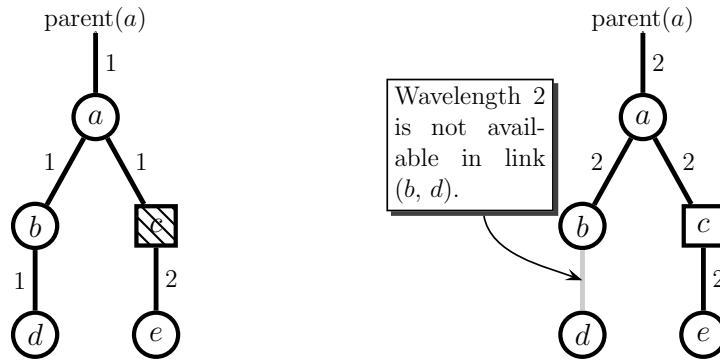 parent(a)
parent(a)
1
2
a
a
Wavelength 2
is not avail-
able in link
(b, d).
1
1
2
2
b
c
b
c
1
2
2
d
e
d
e